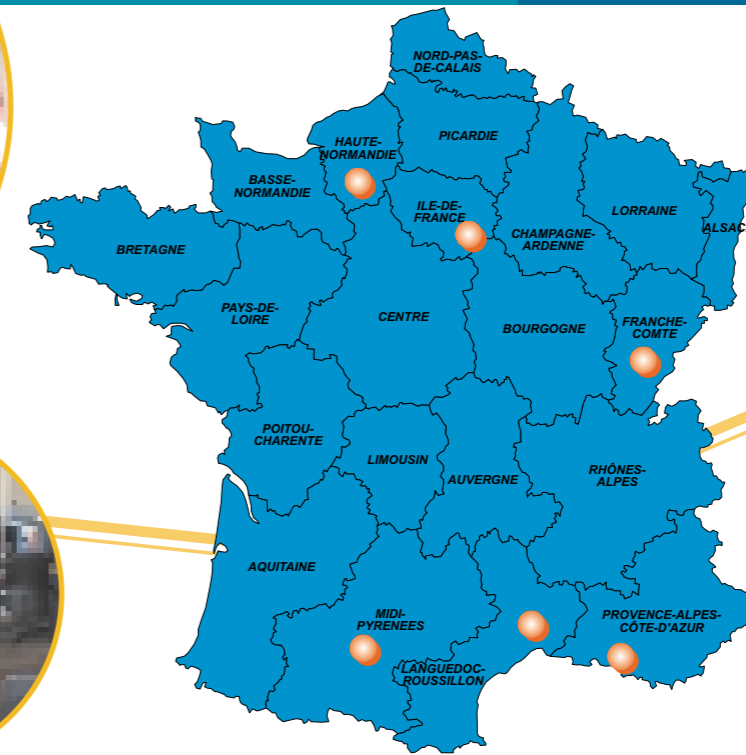 NORD-PAS-
DE-CALAIS
PICARDIE
HAUTE-
NORMANDIE
BASSE-
NORMANDIE
ILE-DE-
FRANCE
CHAMPAGNE-
ARDENNE
LORRAINE
ALSAC
BRETAGNE
PAYS-DE-
LOIRE
CENTRE
BOURGOGNE
FRANCHE-
COMTE
POITOU-
CHARENTE
LIMOUSIN
AUVERGNE
RHÔNES-
ALPES
AQUITAINE
MIDI-
PYRENEES
LANGUEDOC-
ROUSSILLON
PROVENCE-ALPES-
CÔTE-D'AZUR